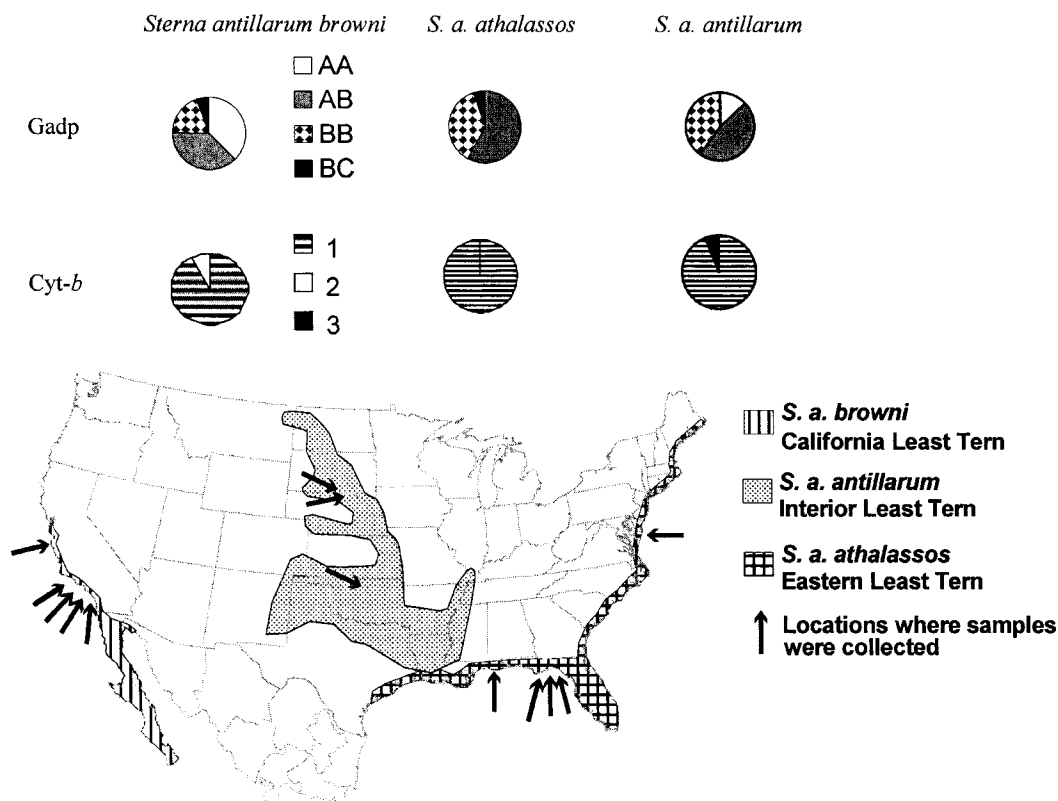 Sterna antillarum browni
S. a. athalassos
S. a. antillarum
AA
AB
BB
BC
Gadp
1
2
3
Cyt-b
S. a. browni
California Least Tern
S. a. antillarum
Interior Least Tern
S. a. athalassos
Eastern Least Tern
Locations where samples
were collected